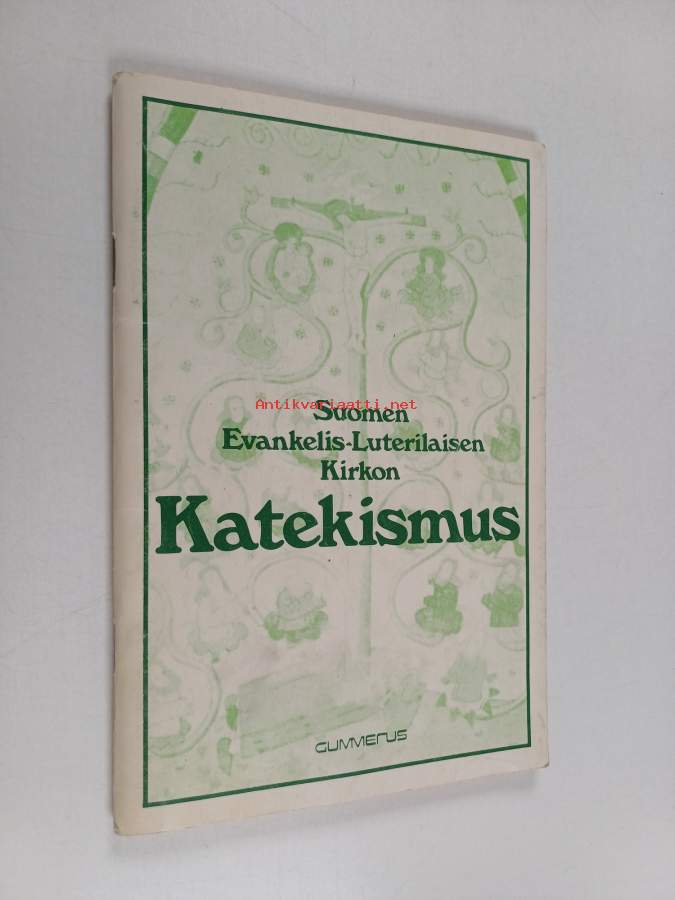 Antikvariaatti.net
Suomen
Evankelis-Luterilaisen
Kirkon
Katekismus
GUMMERUS